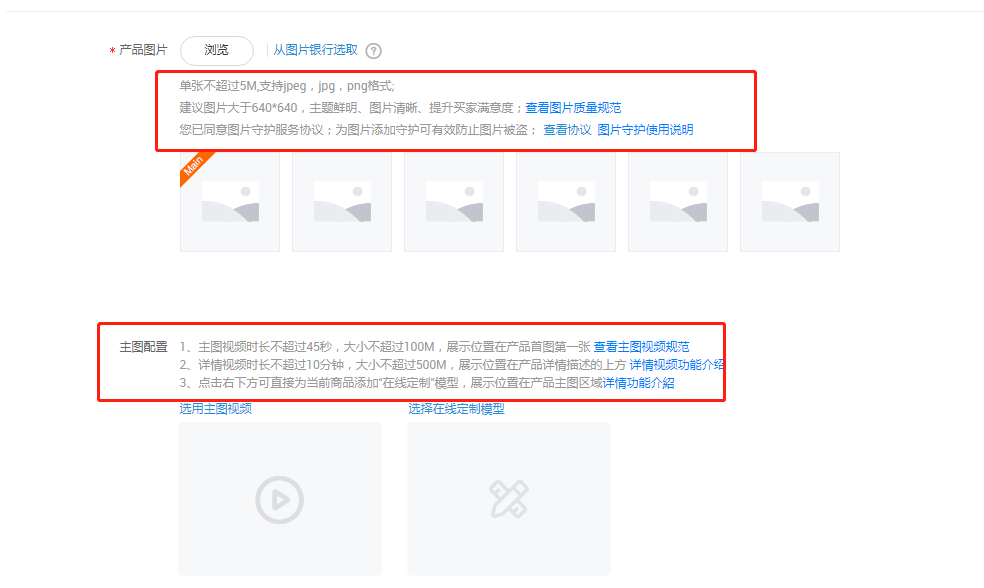 * 产品图片 浏览 从图片银行选取 ?
单张不超过5M,支持jpeg，jpg，png格式;
建议图片大于640*640，主题鲜明、图片清晰、提升买家满意度；查看图片质量规范
您已同意图片守护服务协议；为图片添加守护可有效防止图片被盗； 查看协议 图片守护使用说明
Main
主图配置 1、主图视频时长不超过45秒，大小不超过100M，展示位置在产品首图第一张 查看主图视频规范
2、详情视频时长不超过10分钟，大小不超过500M，展示位置在产品详情描述的上方 详情视频功能介绍
3、点击右下方可直接为当前商品添加"在线定制"模型，展示位置在产品主图区域详情功能介紹
选用主图视频 选择在线定制模型